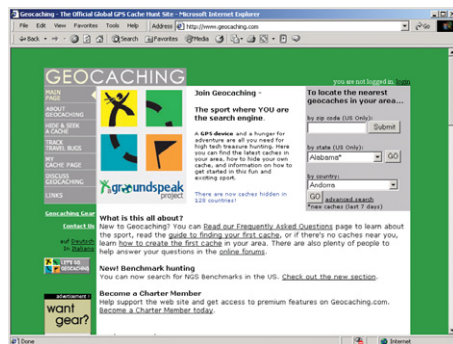 Geocaching - The Official Global GPS Cache Hunt Site - Microsoft Internet Explorer
File Edit View Favorites Tools Help Address http://www.geocaching.com Go
Back Search Favorites Media
GEOCACHING
you are not logged in. login
MAIN PAGE
ABOUT GEOCACHING
HIDE & SEEK A CACHE
TRACK TRAVEL BUGS
MY CACHE PAGE
DISCUSS GEOCACHING
LINKS
Geocaching Gear
Contact Us
auf Deutsch
In Italiano
LET'S GO GEOCACHING
advertisement
want
gear?
agroundspeak
project
Join Geocaching -
The sport where YOU are
the search engine.
A GPS device and a hunger for
adventure are all you need for
high tech treasure hunting. Here
you can find the latest caches in
your area, how to hide your own
cache, and information on how to
get started in this fun and
exciting sport.
There are now caches hidden in
128 countries!
To locate the nearest
geocaches in your area...
by zip code (US Only):
Submit
by state (US Only):
Alabama* GO
by country:
Andorra
GO advanced search
*new caches (last 7 days)
What is this all about?
New to Geocaching? You can Read our Frequently Asked Questions page to learn about
the sport, read the guide to finding your first cache, or if there's no caches near you,
learn how to create the first cache in your area. There are also plenty of people to
help answer your questions in the online forums.
New! Benchmark hunting
You can now search for NGS Benchmarks in the US. Check out the new section.
Become a Charter Member
Help support the web site and get access to premium features on Geocaching.com.
Become a Charter Member today.
Done Internet